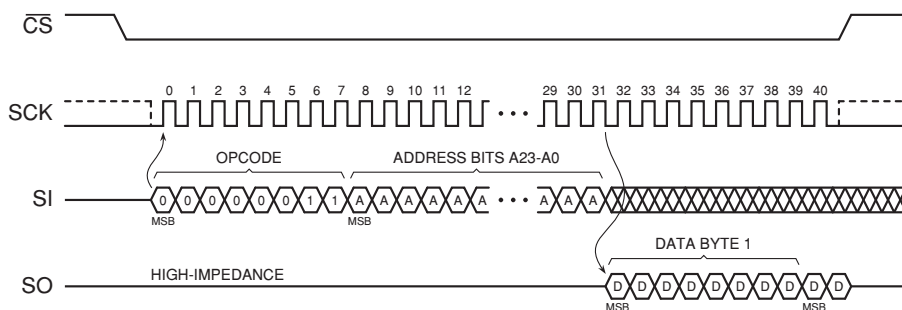 CS
SCK
0 1 2 3 4 5 6 7 8 9 10 11 12 29 30 31 32 33 34 35 36 37 38 39 40
OPCODE
ADDRESS BITS A23-A0
SI
0 0 0 0 0 0 1 1 A A A A A A A A A
MSB
MSB
DATA BYTE 1
SO
HIGH-IMPEDANCE
D D D D D D D D D D
MSB
MSB